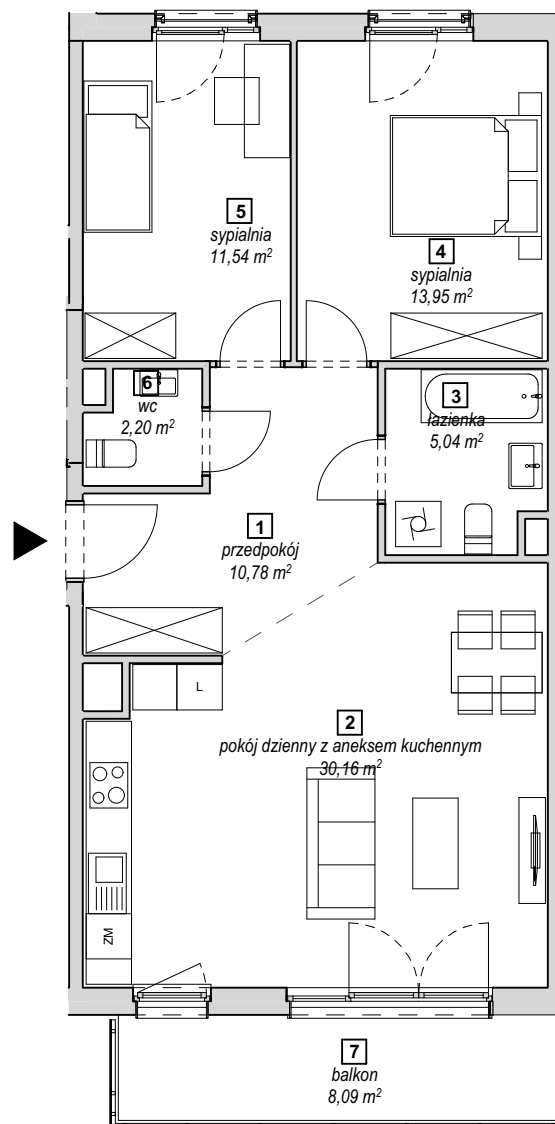 5
sypialnia
11,54 m²
4
sypialnia
13,95 m²
6
wc
2,20 m²
3
łazienka
5,04 m²
1
przedpokój
10,78 m²
L
2
pokój dzienny z aneksem kuchennym
30,16 m²
ZM
7
balkon
8,09 m²